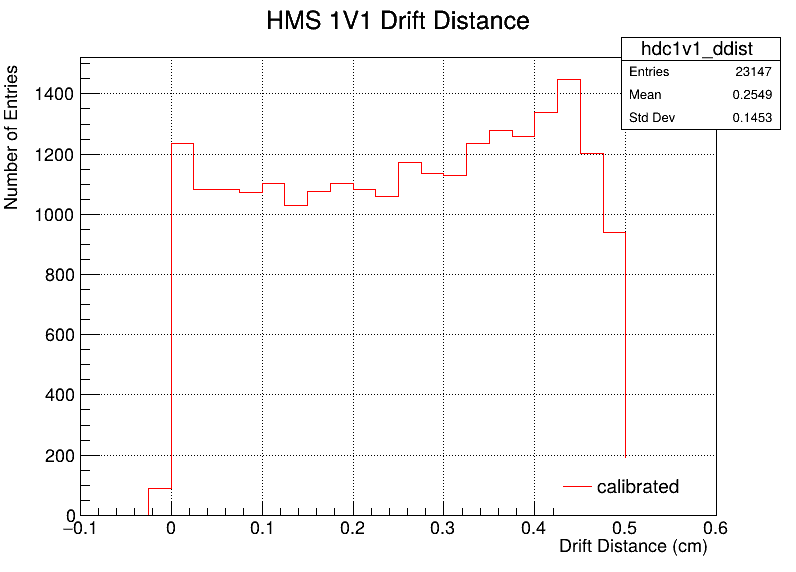 HMS 1V1 Drift Distance
hdc1v1_ddist
Entries 23147
Mean 0.2549
Std Dev 0.1453
Number of Entries
1400
1200
1000
800
600
400
200
0
−0.1 0 0.1 0.2 0.3 0.4 0.5 0.6
calibrated
Drift Distance (cm)